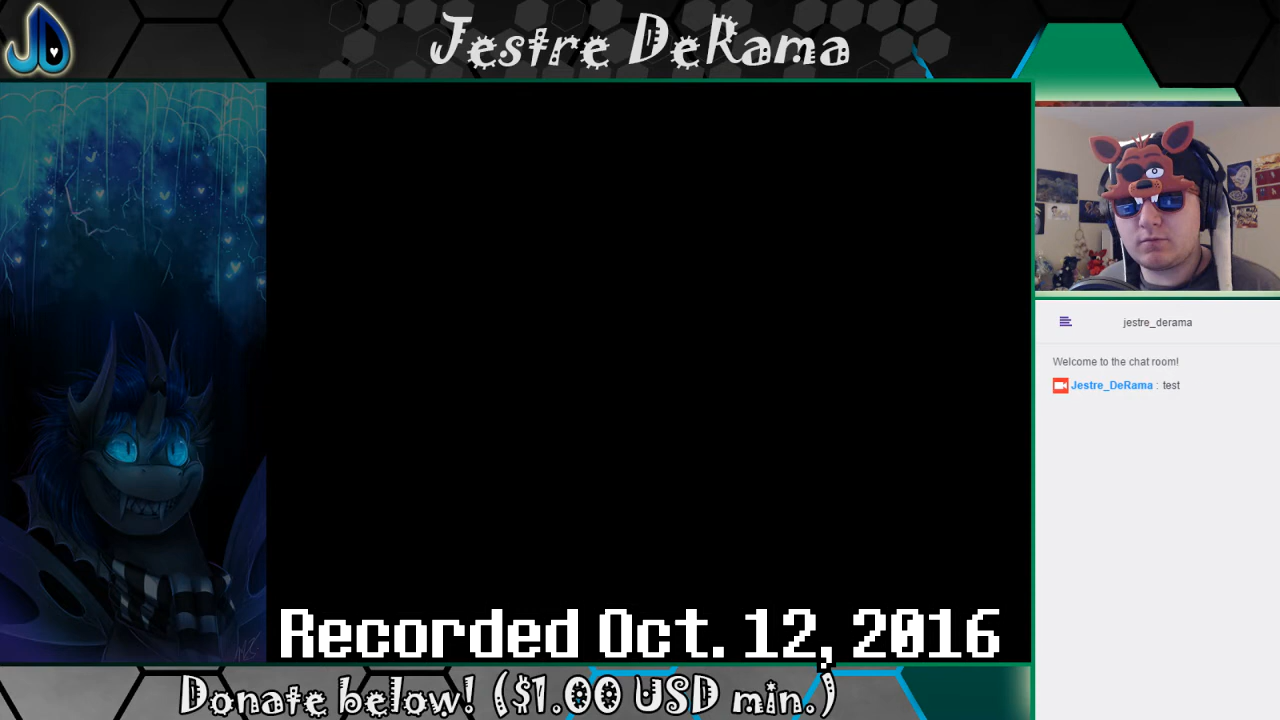 JD
Jestre DeRama
jestre_derama
Welcome to the chat room!
Jestre_DeRama : test
Recorded Oct. 12, 2016
Donate below! ($1.00 USD min.)